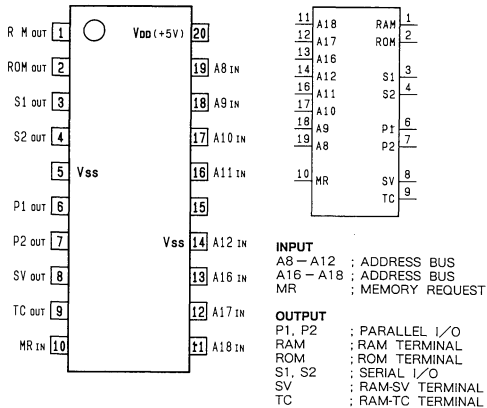 R M OUT 1 VDD (+5V) 20
ROM OUT 2 19 A8 IN
S1 OUT 3 18 A9 IN
S2 OUT 4 17 A10 IN
5 Vss 16 A11 IN
P1 OUT 6 15
P2 OUT 7 Vss 14 A12 IN
SV OUT 8 13 A16 IN
TC OUT 9 12 A17 IN
MR IN 10 11 A18 IN
11 A18 RAM 1
12 A17 ROM 2
13 A16
14 A12 S1 3
16 A11 S2 4
17 A10
18 A9 P1 6
19 A8 P2 7
10 MR SV 8
TC 9
INPUT
A8 – A12 ; ADDRESS BUS
A16 – A18 ; ADDRESS BUS
MR ; MEMORY REQUEST
OUTPUT
P1, P2 ; PARALLEL I/O
RAM ; RAM TERMINAL
ROM ; ROM TERMINAL
S1, S2 ; SERIAL I/O
SV ; RAM-SV TERMINAL
TC ; RAM-TC TERMINAL